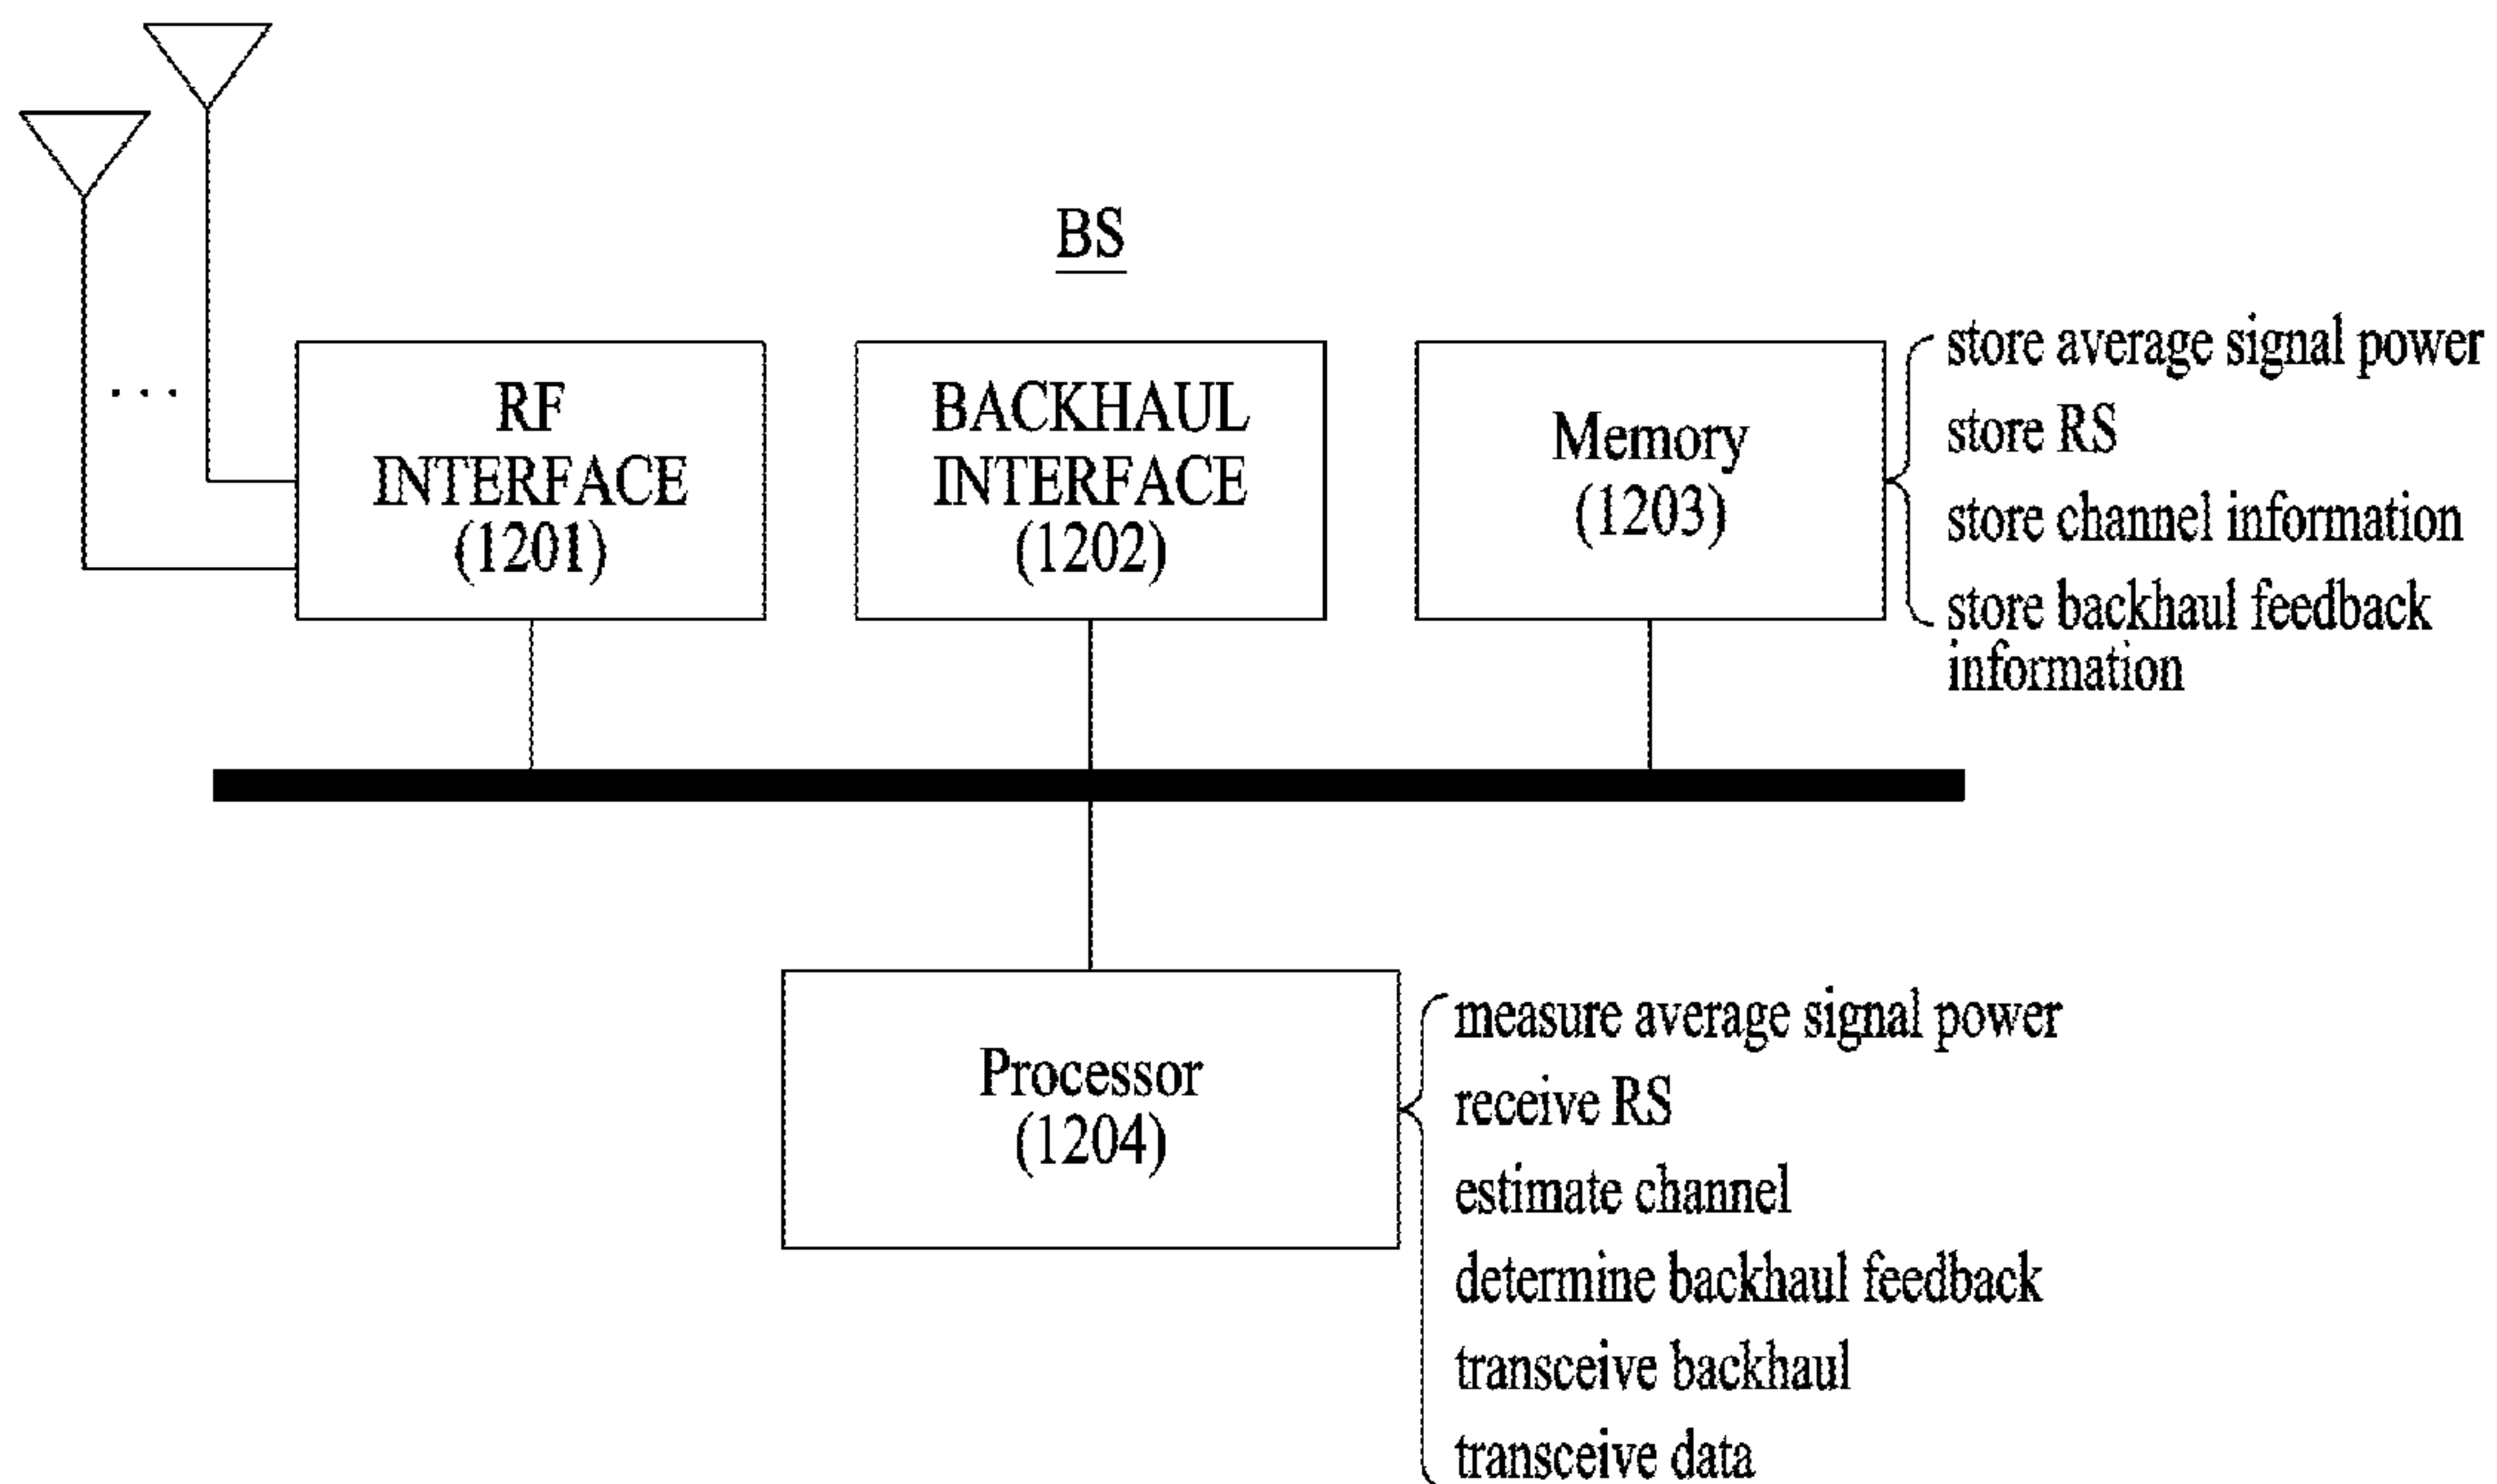 BS
RF
INTERFACE
(1201)
BACKHAUL
INTERFACE
(1202)
Memory
(1203)
store average signal power
store RS
store channel information
store backhaul feedback
information
. . .
Processor
(1204)
measure average signal power
receive RS
estimate channel
determine backhaul feedback
transceive backhaul
transceive data